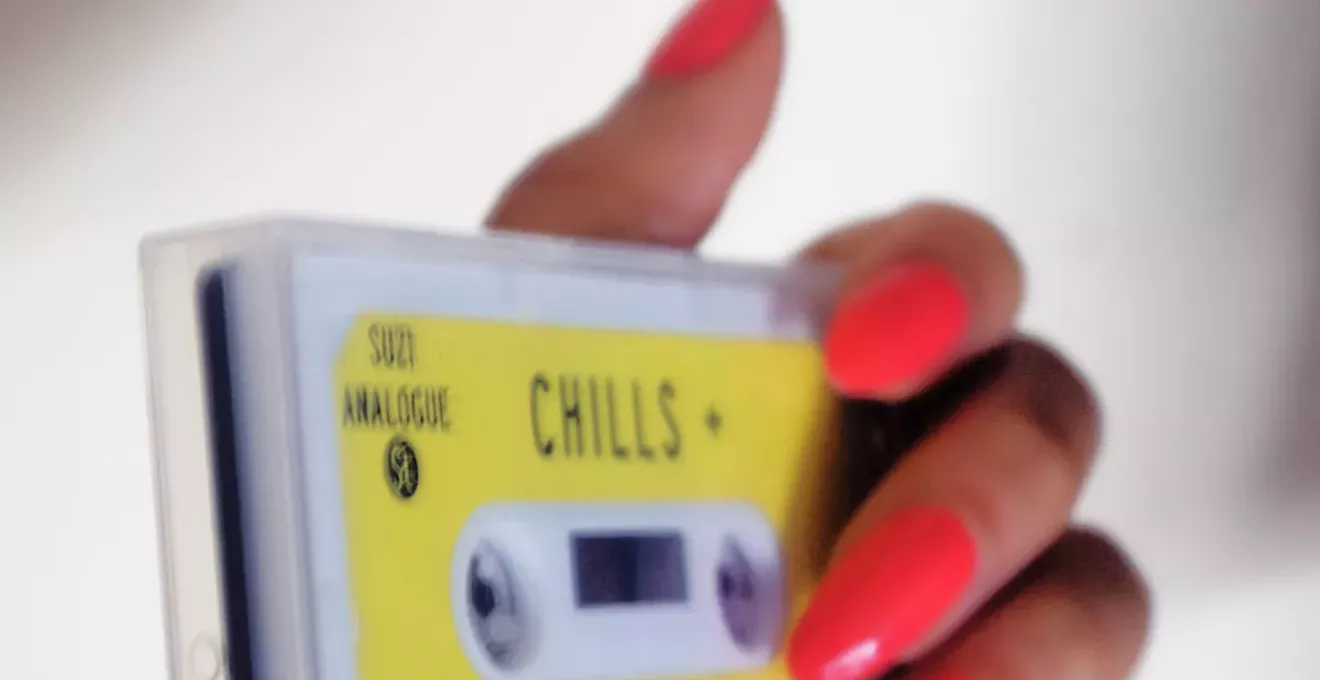 SUZI
ANALOGUE
CHILLS +